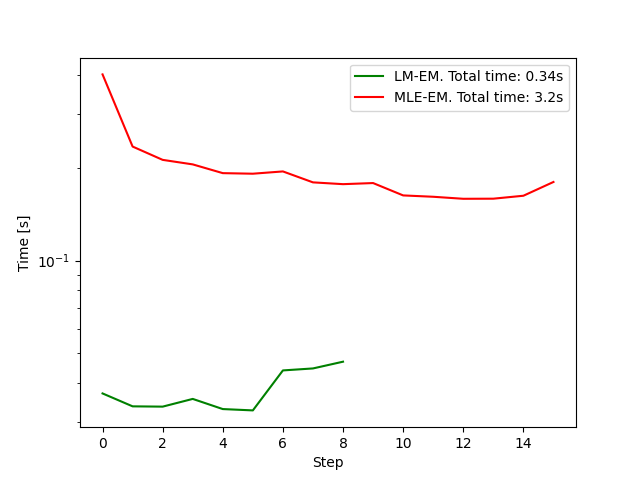 LM-EM. Total time: 0.34s
MLE-EM. Total time: 3.2s
Time [s]
10⁻¹
0 2 4 6 8 10 12 14
Step